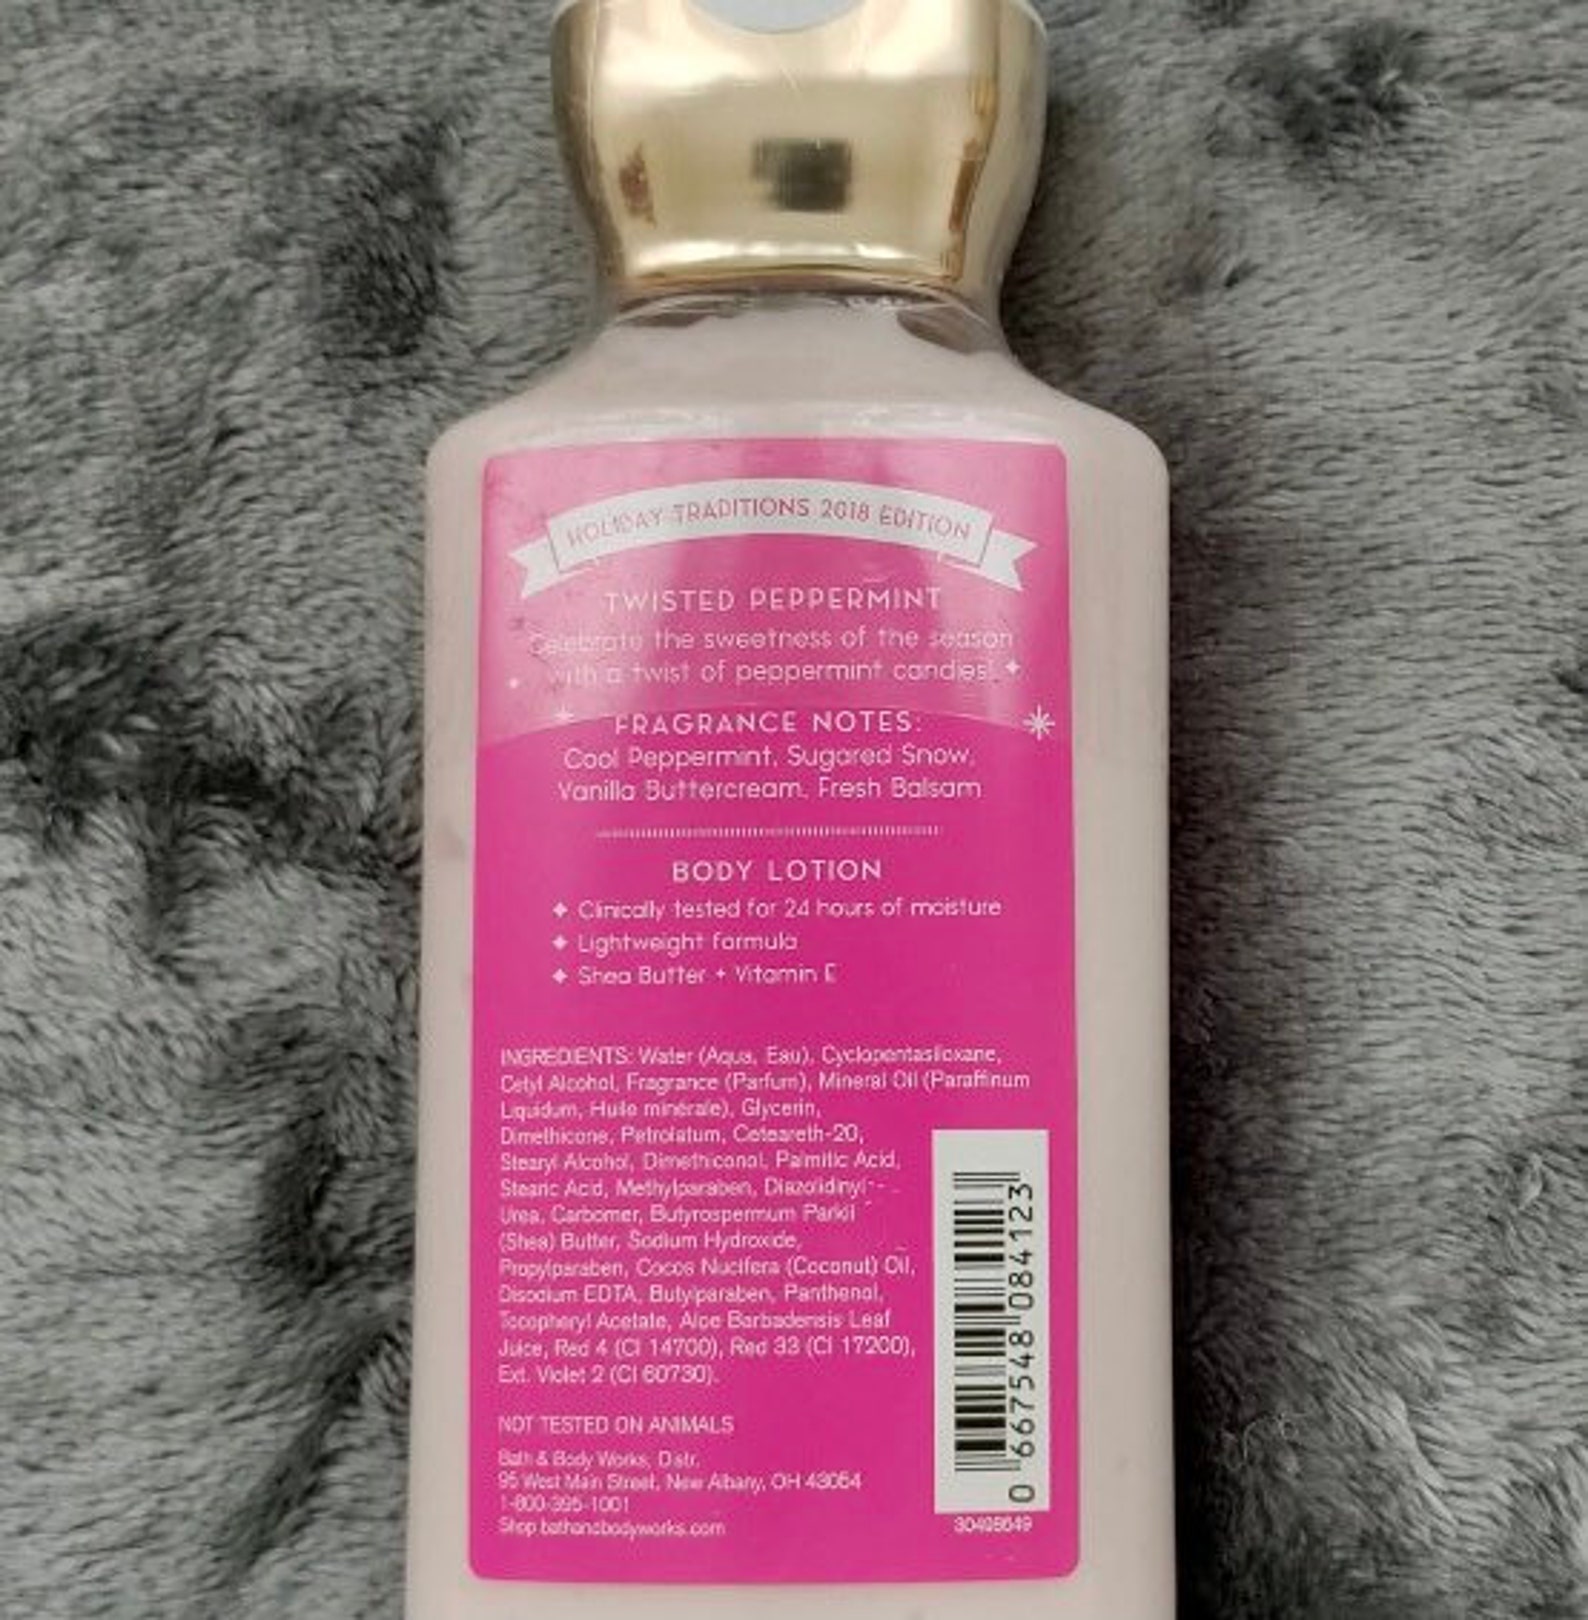 HOLIDAY TRADITIONS 2018 EDITION
TWISTED PEPPERMINT
Celebrate the sweetness of the season
with a twist of peppermint candies!
FRAGRANCE NOTES:
Cool Peppermint, Sugared Snow,
Vanilla Buttercream, Fresh Balsam
BODY LOTION
Clinically tested for 24 hours of moisture
Lightweight formula
Shea Butter + Vitamin E
INGREDIENTS: Water (Aqua, Eau), Cyclopentasiloxane,
Cetyl Alcohol, Fragrance (Parfum), Mineral Oil (Paraffinum
Liquidum, Huile minérale), Glycerin,
Dimethicone, Petrolatum, Ceteareth-20,
Stearyl Alcohol, Dimethiconol, Palmitic Acid,
Stearic Acid, Methylparaben, Diazolidinyl
Urea, Carbomer, Butyrospermum Parkii
(Shea) Butter, Sodium Hydroxide,
Propylparaben, Cocos Nucifera (Coconut) Oil,
Disodium EDTA, Butylparaben, Panthenol,
Tocopheryl Acetate, Aloe Barbadensis Leaf
Juice, Red 4 (CI 14700), Red 33 (CI 17200),
Ext. Violet 2 (CI 60730).
NOT TESTED ON ANIMALS
Bath & Body Works, Distr.
95 West Main Street, New Albany, OH 43054
1-800-395-1001
Shop bathandbodyworks.com
0 667548 084123